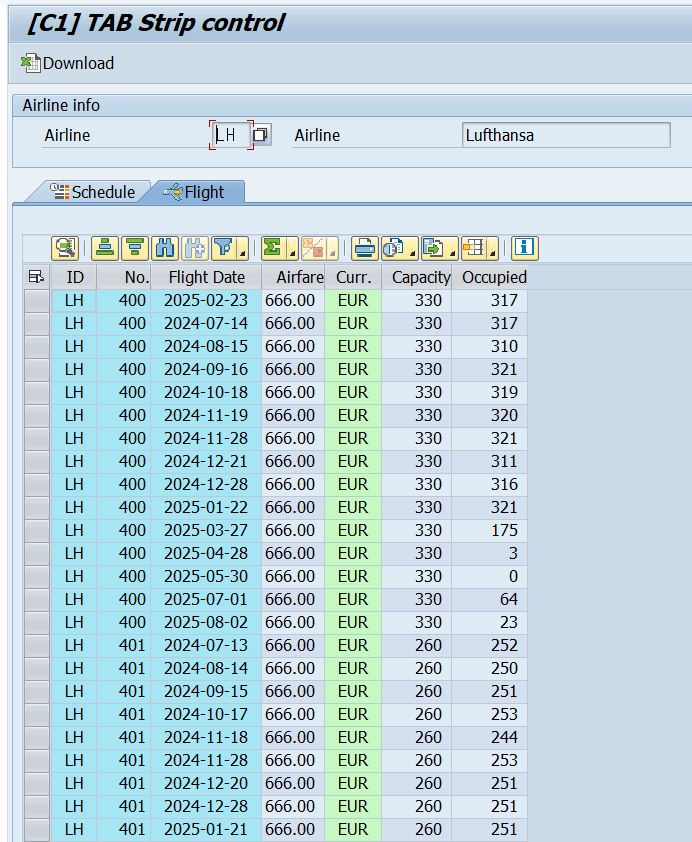 [C1] TAB Strip control
Download
Airline info
Airline LH Airline Lufthansa
Schedule Flight
ID No. Flight Date Airfare Curr. Capacity Occupied
LH 400 2025-02-23 666.00 EUR 330 317
LH 400 2024-07-14 666.00 EUR 330 317
LH 400 2024-08-15 666.00 EUR 330 310
LH 400 2024-09-16 666.00 EUR 330 321
LH 400 2024-10-18 666.00 EUR 330 319
LH 400 2024-11-19 666.00 EUR 330 320
LH 400 2024-11-28 666.00 EUR 330 321
LH 400 2024-12-21 666.00 EUR 330 311
LH 400 2024-12-28 666.00 EUR 330 316
LH 400 2025-01-22 666.00 EUR 330 321
LH 400 2025-03-27 666.00 EUR 330 175
LH 400 2025-04-28 666.00 EUR 330 3
LH 400 2025-05-30 666.00 EUR 330 0
LH 400 2025-07-01 666.00 EUR 330 64
LH 400 2025-08-02 666.00 EUR 330 23
LH 401 2024-07-13 666.00 EUR 260 252
LH 401 2024-08-14 666.00 EUR 260 250
LH 401 2024-09-15 666.00 EUR 260 251
LH 401 2024-10-17 666.00 EUR 260 253
LH 401 2024-11-18 666.00 EUR 260 244
LH 401 2024-11-28 666.00 EUR 260 253
LH 401 2024-12-20 666.00 EUR 260 251
LH 401 2024-12-28 666.00 EUR 260 251
LH 401 2025-01-21 666.00 EUR 260 251